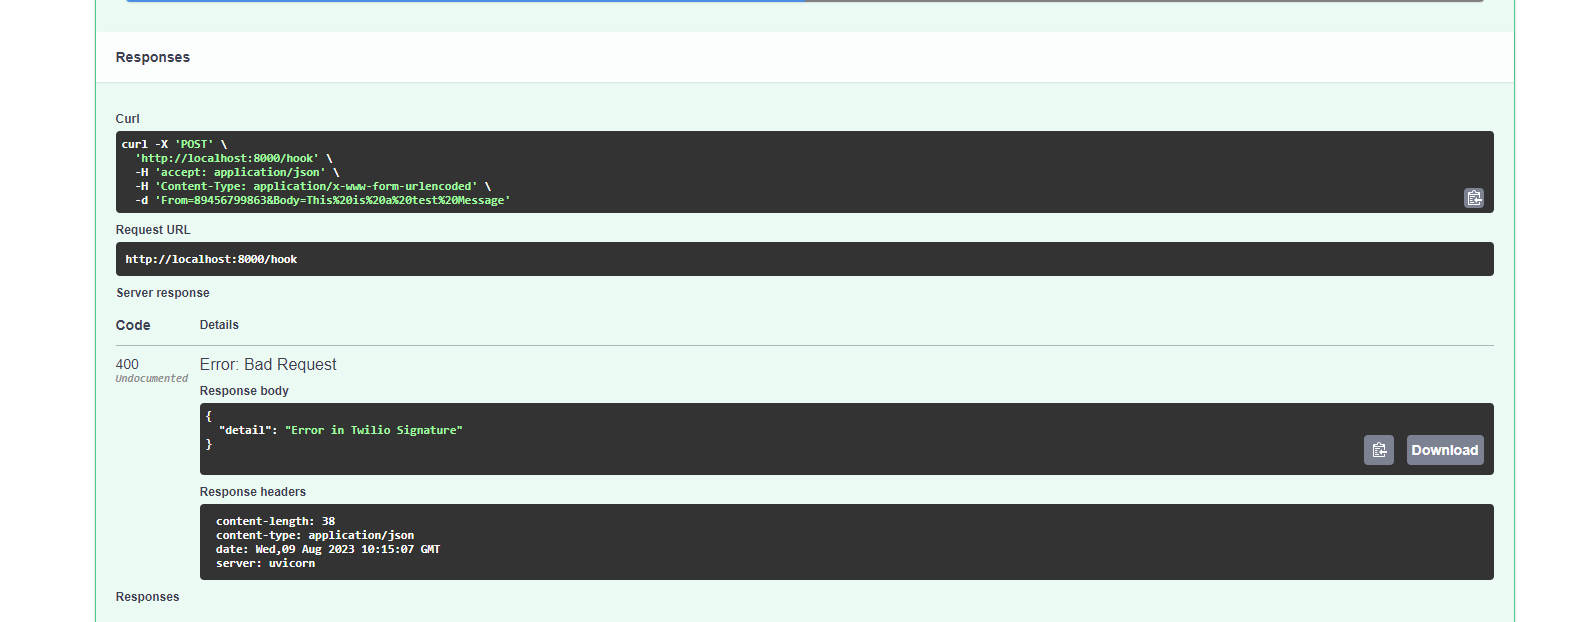 Responses
Curl
curl -X 'POST' \
  'http://localhost:8000/hook' \
  -H 'accept: application/json' \
  -H 'Content-Type: application/x-www-form-urlencoded' \
  -d 'From=89456799863&Body=This%20is%20a%20test%20Message'
Request URL
http://localhost:8000/hook
Server response
Code Details
400 Error: Bad Request
Undocumented
Response body
{
  "detail": "Error in Twilio Signature"
}
Download
Response headers
content-length: 38
content-type: application/json
date: Wed,09 Aug 2023 10:15:07 GMT
server: uvicorn
Responses